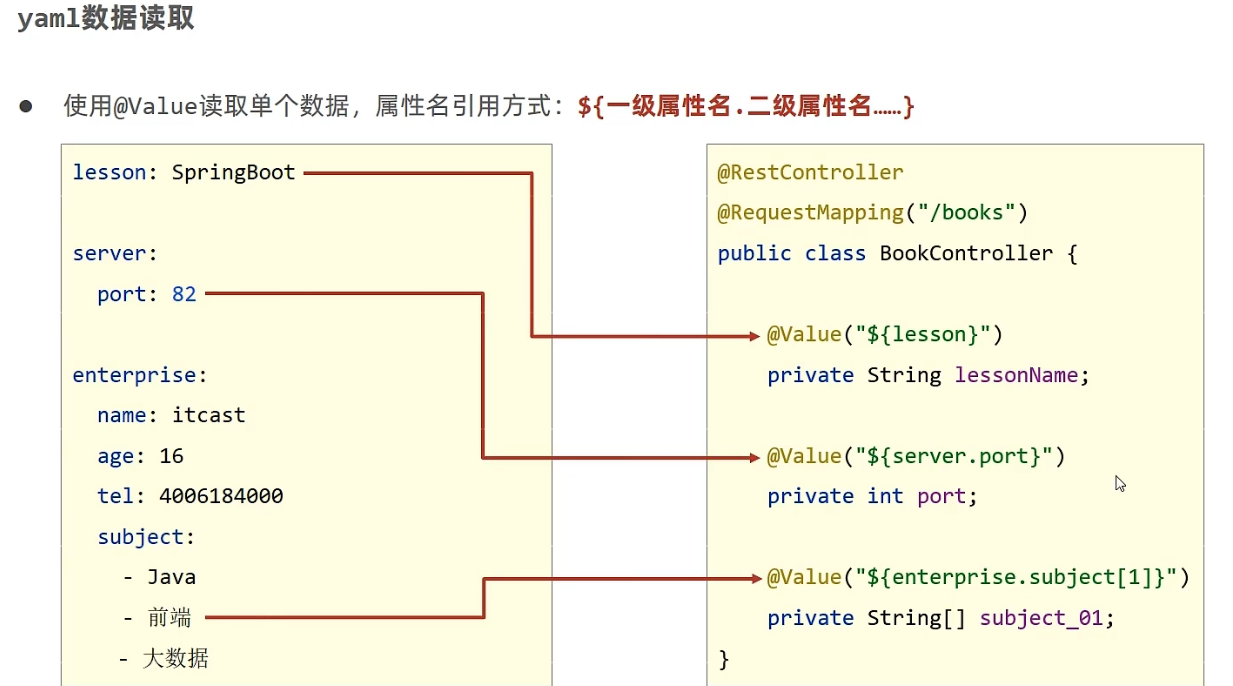 yaml数据读取
● 使用@Value读取单个数据，属性名引用方式：${一级属性名.二级属性名……}
lesson: SpringBoot
server:
  port: 82
enterprise:
  name: itcast
  age: 16
  tel: 4006184000
  subject:
    - Java
    - 前端
    - 大数据
@RestController
@RequestMapping("/books")
public class BookController {
    @Value("${lesson}")
    private String lessonName;
    @Value("${server.port}")
    private int port;
    @Value("${enterprise.subject[1]}")
    private String[] subject_01;
}